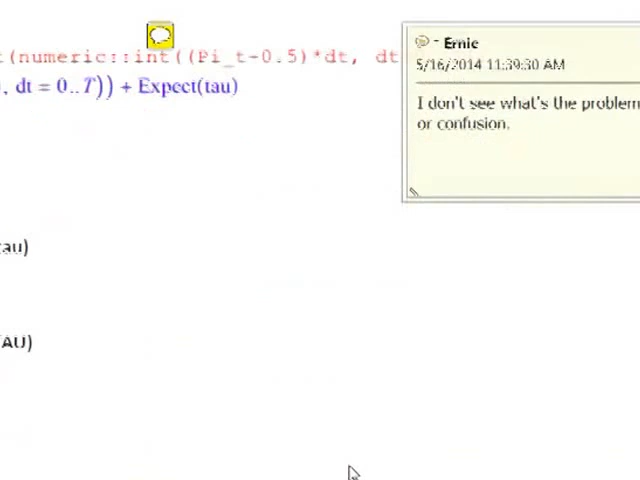 t(numeric::int((Pi_t-0.5)*dt, dt
), dt = 0..T)) + Expect(tau)
Ernie
5/16/2014 11:39:30 AM
I don't see what's the problem
or confusion.
tau)
AU)